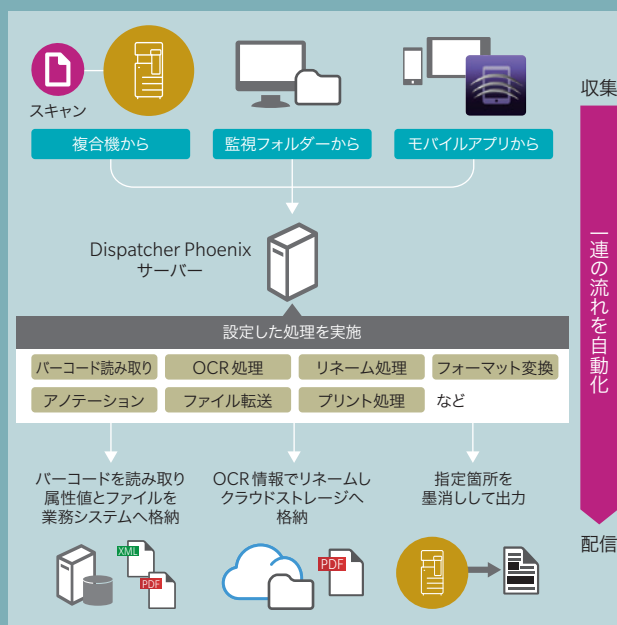 収集
スキャン
複合機から
監視フォルダーから
モバイルアプリから
Dispatcher Phoenix
サーバー
一連の流れを自動化
設定した処理を実施
バーコード読み取り
OCR処理
リネーム処理
フォーマット変換
アノテーション
ファイル転送
プリント処理
など
バーコードを読み取り
属性値とファイルを
業務システムへ格納
OCR情報でリネームし
クラウドストレージへ
格納
指定箇所を
墨消しして出力
配信
XML
PDF
PDF